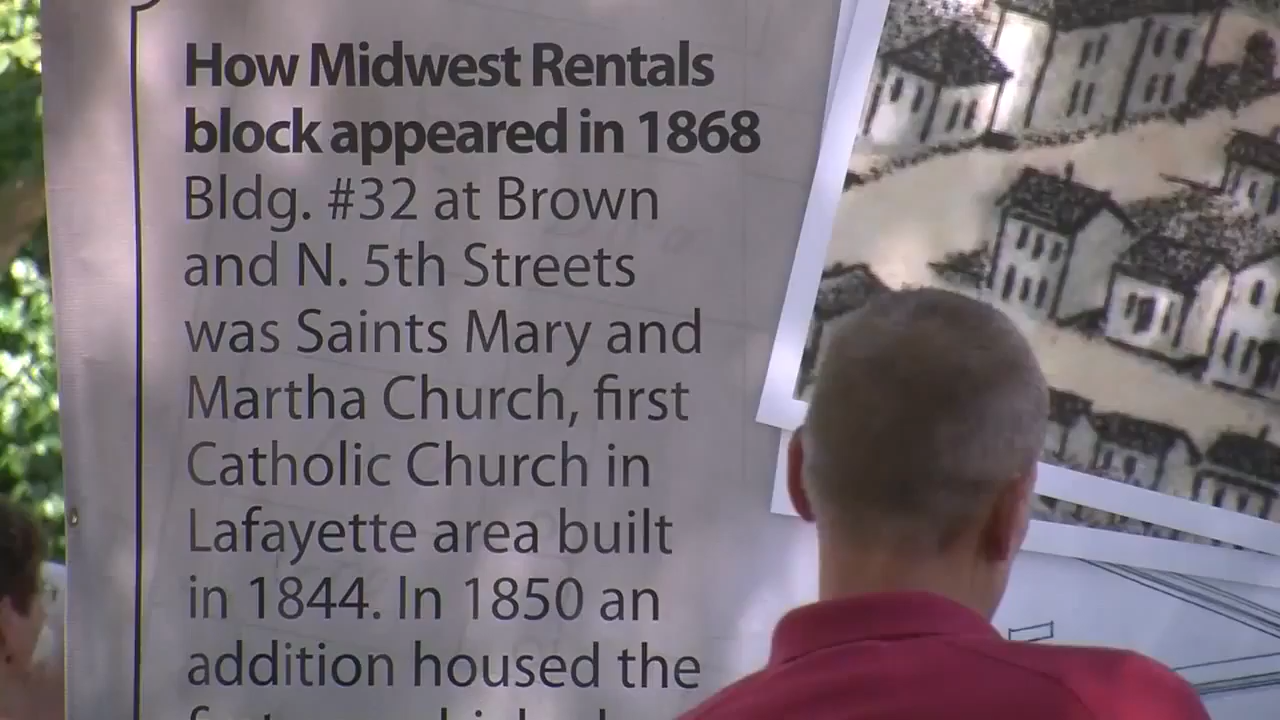 How Midwest Rentals
block appeared in 1868
Bldg. #32 at Brown
and N. 5th Streets
was Saints Mary and
Martha Church, first
Catholic Church in
Lafayette area built
in 1844. In 1850 an
addition housed the